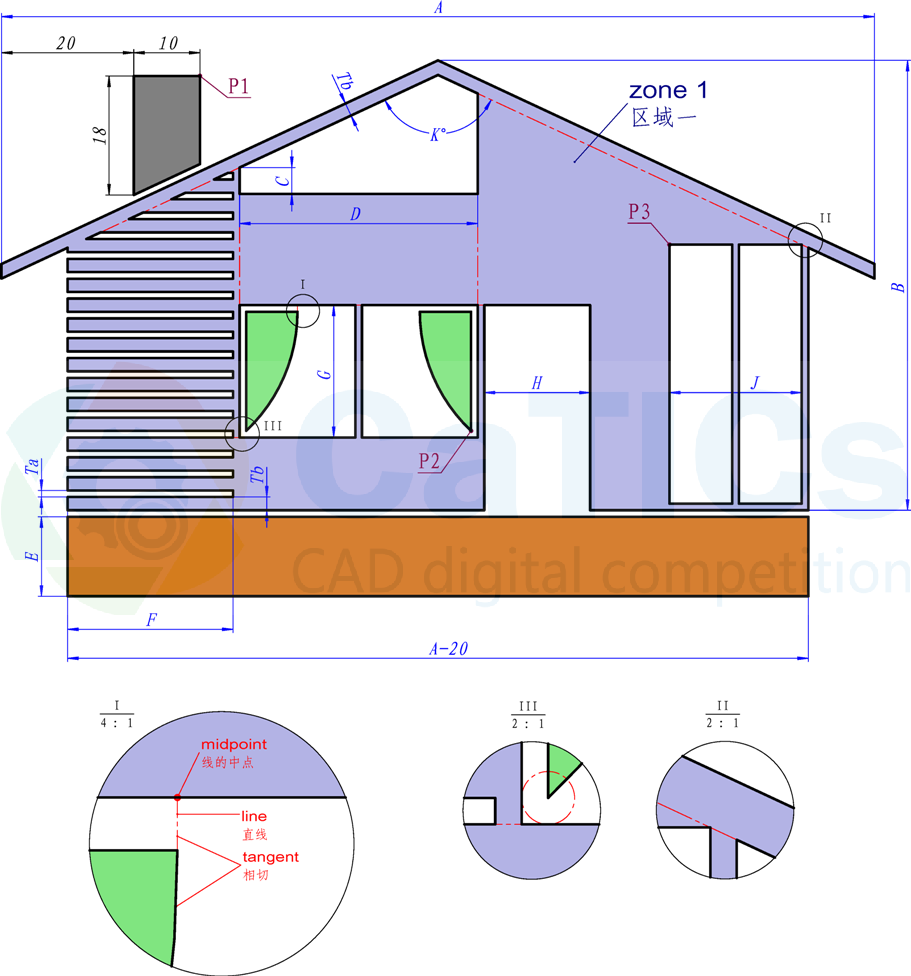 A
20
10
P1
Tb
zone 1
区域一
18
K°
C
D
P3
II
B
I
G
H
J
III
P2
Ta
Tb
CaTICs
CAD digital competition
E
F
A-20
I
4 : 1
midpoint
线的中点
line
直线
tangent
相切
III
2 : 1
II
2 : 1